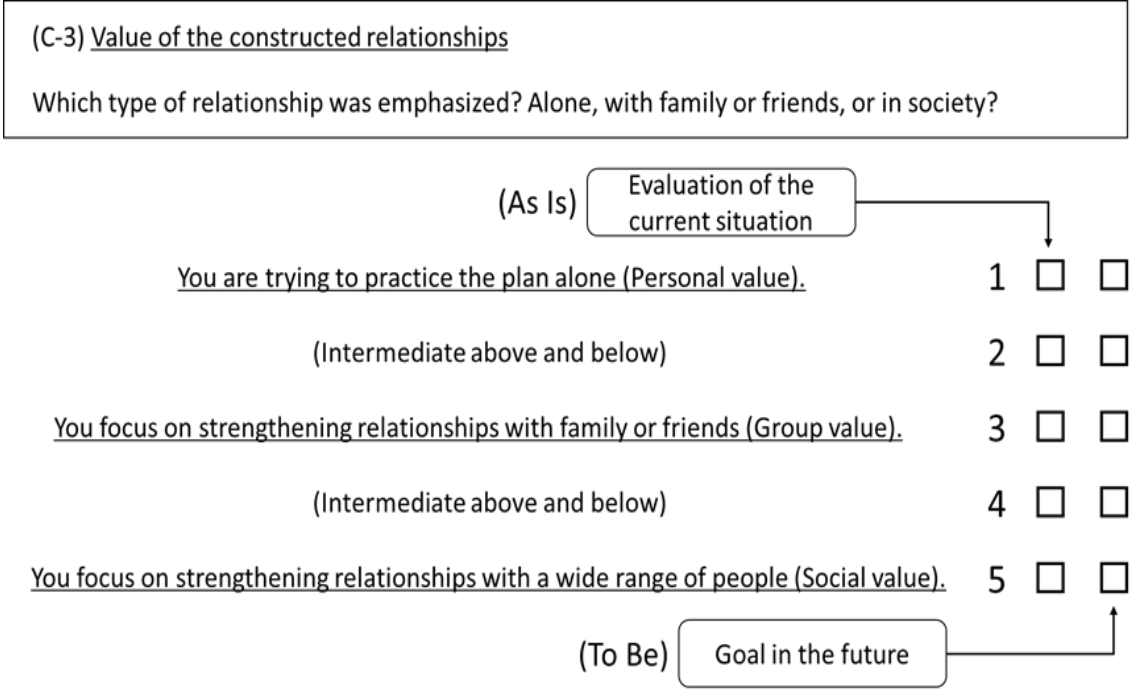 (C-3) Value of the constructed relationships
Which type of relationship was emphasized? Alone, with family or friends, or in society?
(As Is)
Evaluation of the
current situation
You are trying to practice the plan alone (Personal value). 1
(Intermediate above and below) 2
You focus on strengthening relationships with family or friends (Group value). 3
(Intermediate above and below) 4
You focus on strengthening relationships with a wide range of people (Social value). 5
(To Be) Goal in the future